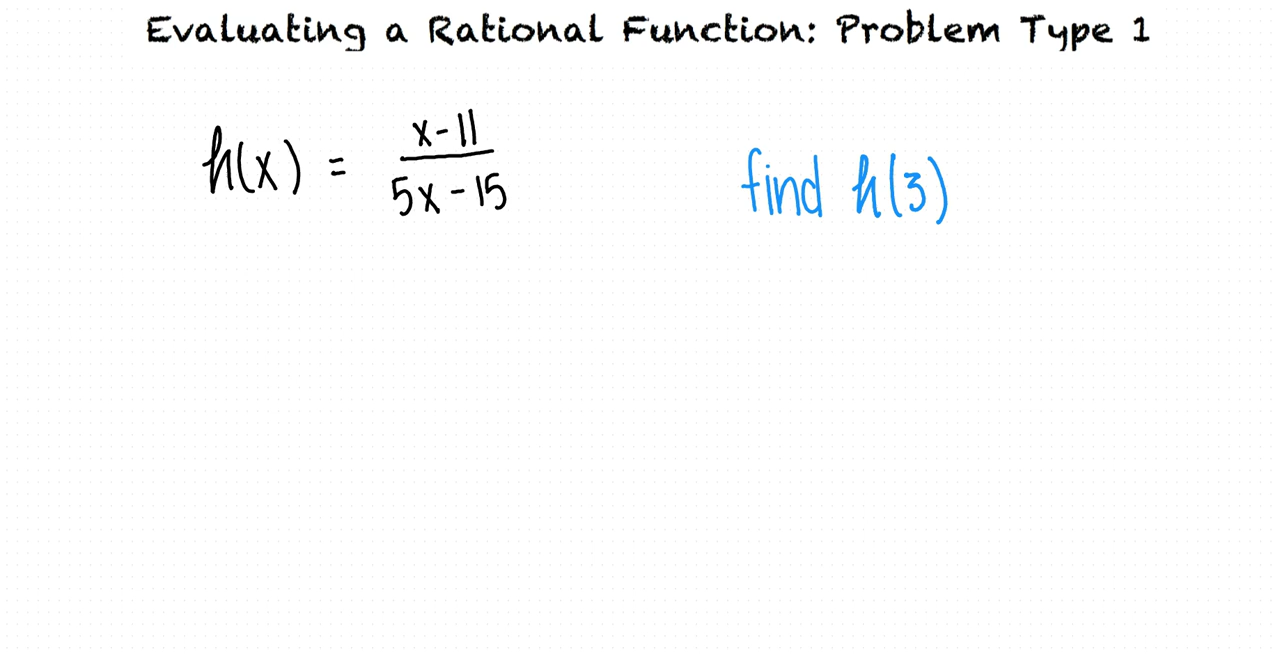 Evaluating a Rational Function: Problem Type 1
h(x) = x-11 / 5x-15
find h(3)